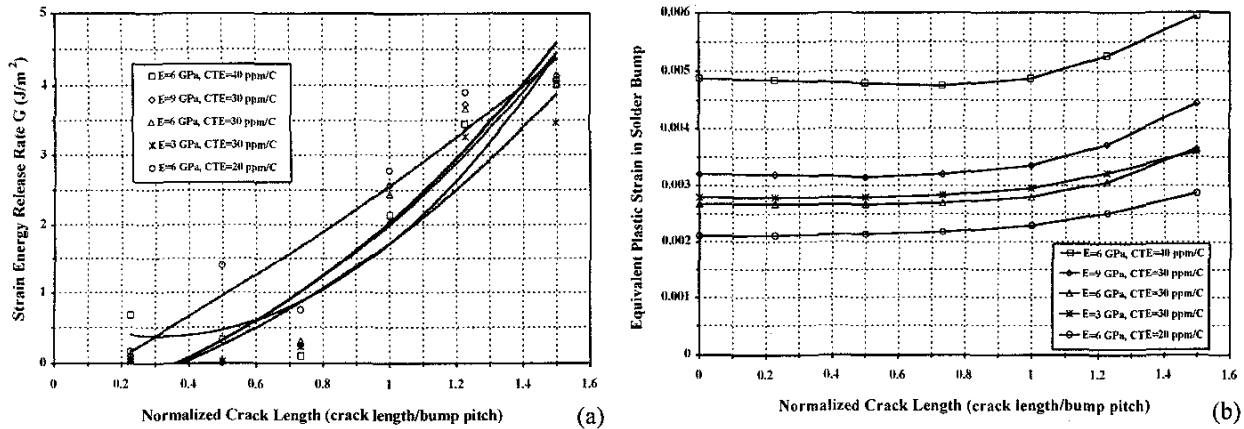 Strain Energy Release Rate G (J/m²)
5
4
3
2
1
0
E=6 GPa, CTE=40 ppm/C
E=9 GPa, CTE=30 ppm/C
E=6 GPa, CTE=30 ppm/C
E=3 GPa, CTE=30 ppm/C
E=6 GPa, CTE=20 ppm/C
0 0.2 0.4 0.6 0.8 1 1.2 1.4 1.6
Normalized Crack Length (crack length/bump pitch)
(a)
Equivalent Plastic Strain in Solder Bump
0.006
0.005
0.004
0.003
0.002
0.001
0
E=6 GPa, CTE=40 ppm/C
E=9 GPa, CTE=30 ppm/C
E=6 GPa, CTE=30 ppm/C
E=3 GPa, CTE=30 ppm/C
E=6 GPa, CTE=20 ppm/C
0 0.2 0.4 0.6 0.8 1 1.2 1.4 1.6
Normalized Crack Length (crack length/bump pitch)
(b)